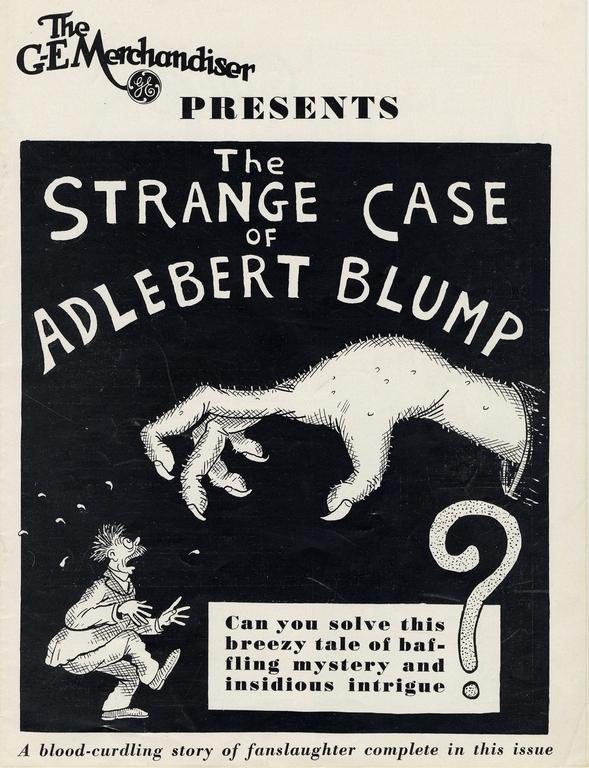 The
G-E Merchandiser
GE
PRESENTS
The
STRANGE CASE
OF
ADLEBERT BLUMP
Can you solve this
breezy tale of baf-
fling mystery and
insidious intrigue
?
A blood-curdling story of fanslaughter complete in this issue